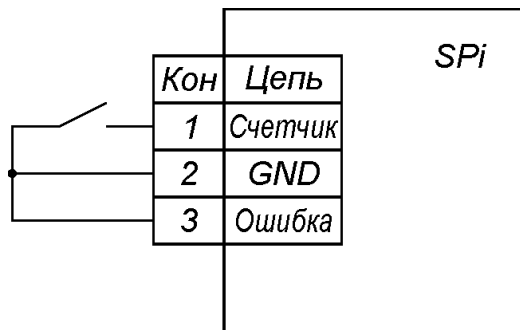 SPi
Кон Цепь
1 Счетчик
2 GND
3 Ошибка